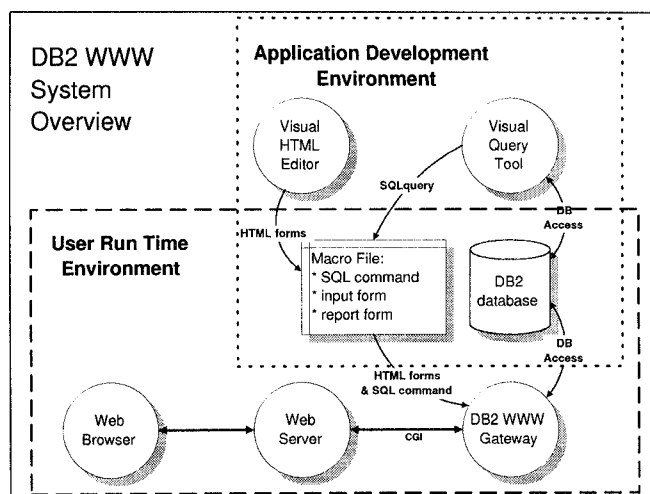 DB2 WWW
System
Overview
Application Development
Environment
Visual
HTML
Editor
Visual
Query
Tool
SQLquery
HTML forms
DB
Access
User Run Time
Environment
Macro File:
* SQL command
* input form
* report form
DB2
database
DB
Access
HTML forms
& SQL command
Web
Browser
Web
Server
CGI
DB2 WWW
Gateway